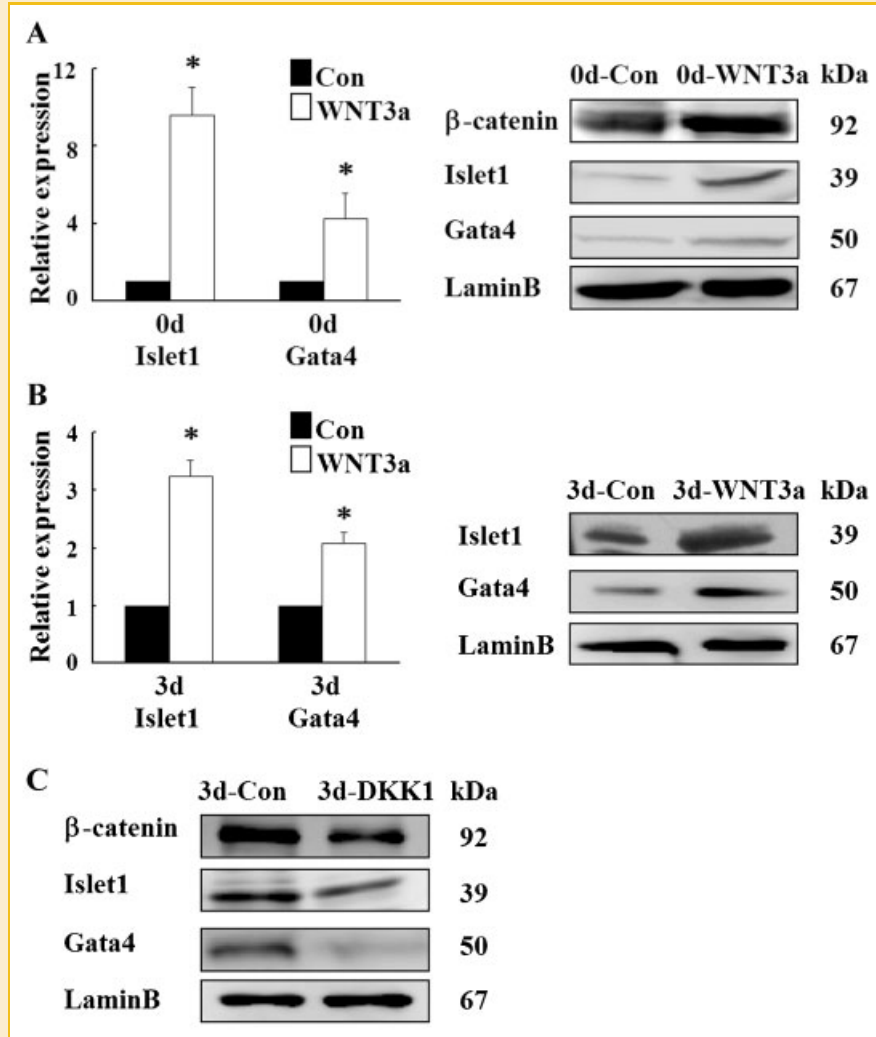 A
Relative expression
12
9
6
4
0
*
*
Con
WNT3a
0d
Islet1
0d
Gata4
0d-Con 0d-WNT3a kDa
β-catenin 92
Islet1 39
Gata4 50
LaminB 67
B
Relative expression
4
3
2
1
0
*
*
Con
WNT3a
3d
Islet1
3d
Gata4
3d-Con 3d-WNT3a kDa
Islet1 39
Gata4 50
LaminB 67
C
3d-Con 3d-DKK1 kDa
β-catenin 92
Islet1 39
Gata4 50
LaminB 67